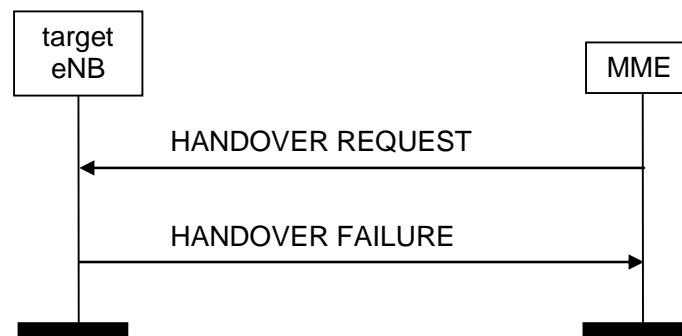 target
eNB
MME
HANDOVER REQUEST
HANDOVER FAILURE